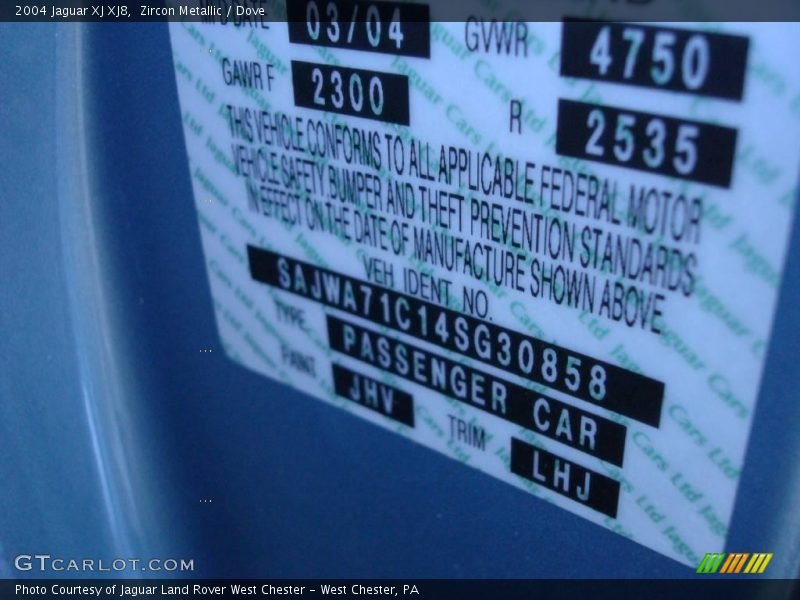 2004 Jaguar XJ XJ8, Zircon Metallic / Dove
MFD DATE 03/04 GVWR 4750
GAWR F 2300 R 2535
THIS VEHICLE CONFORMS TO ALL APPLICABLE FEDERAL MOTOR
VEHICLE SAFETY BUMPER AND THEFT PREVENTION STANDARDS
IN EFFECT ON THE DATE OF MANUFACTURE SHOWN ABOVE
VEH IDENT NO.
SAJWA71C14SG30858
TYPE PASSENGER CAR
PAINT JHV TRIM LHJ
GTCARLOT.COM
Photo Courtesy of Jaguar Land Rover West Chester - West Chester, PA